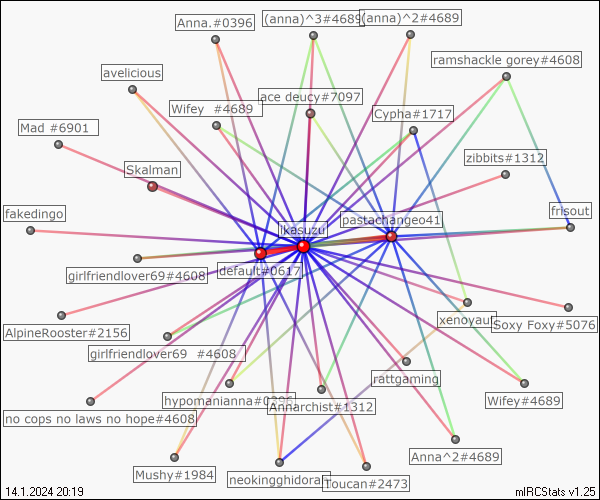 Anna.#0396
(anna)^3#4689
(anna)^2#4689
ramshackle gorey#4608
avelicious
ace deucy#7097
Wifey #4689
Cypha#1717
Mad #6901
zibbits#1312
Skalman
fakedingo
frisout
pastachangeo41
ikasuzu
default#0617
girlfriendlover69#4608
AlpineRooster#2156
xenoyaur
Soxy Foxy#5076
girlfriendlover69 #4608
rattgaming
hypomanianna#0396
Annarchist#1312
Wifey#4689
no cops no laws no hope#4608
Anna^2#4689
Mushy#1984
neokingghidora
Toucan#2473
14.1.2024 20:19
mIRCStats v1.25